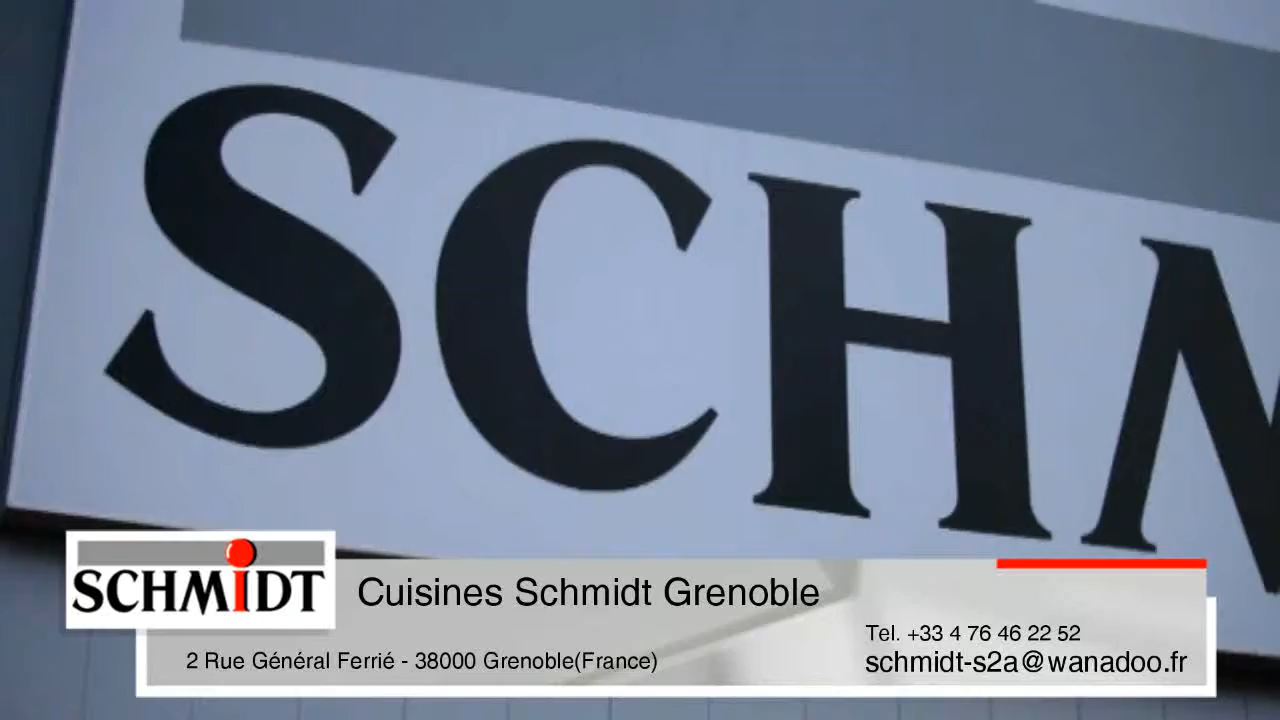 SCHM
SCHMIDT
Cuisines Schmidt Grenoble
Tel. +33 4 76 46 22 52
2 Rue Général Ferrié - 38000 Grenoble(France)
schmidt-s2a@wanadoo.fr